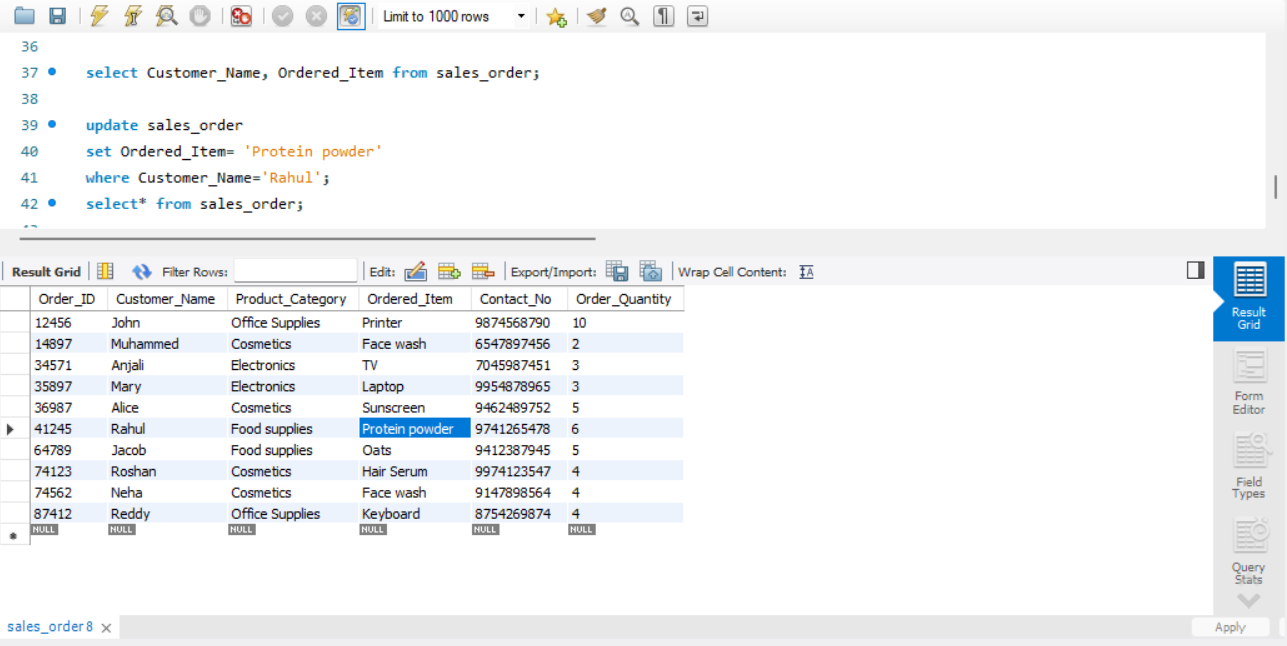 Limit to 1000 rows
36
37 select Customer_Name, Ordered_Item from sales_order;
38
39 update sales_order
40 set Ordered_Item= 'Protein powder'
41 where Customer_Name='Rahul';
42 select* from sales_order;
Result Grid Filter Rows: Edit: Export/Import: Wrap Cell Content:
Order_ID Customer_Name Product_Category Ordered_Item Contact_No Order_Quantity
12456 John Office Supplies Printer 9874568790 10
14897 Muhammed Cosmetics Face wash 6547897456 2
34571 Anjali Electronics TV 7045987451 3
35897 Mary Electronics Laptop 9954878965 3
36987 Alice Cosmetics Sunscreen 9462489752 5
41245 Rahul Food supplies Protein powder 9741265478 6
64789 Jacob Food supplies Oats 9412387945 5
74123 Roshan Cosmetics Hair Serum 9974123547 4
74562 Neha Cosmetics Face wash 9147898564 4
87412 Reddy Office Supplies Keyboard 8754269874 4
NULL NULL NULL NULL NULL NULL
Result
Grid
Form
Editor
Field
Types
Query
Stats
sales_order 8
Apply